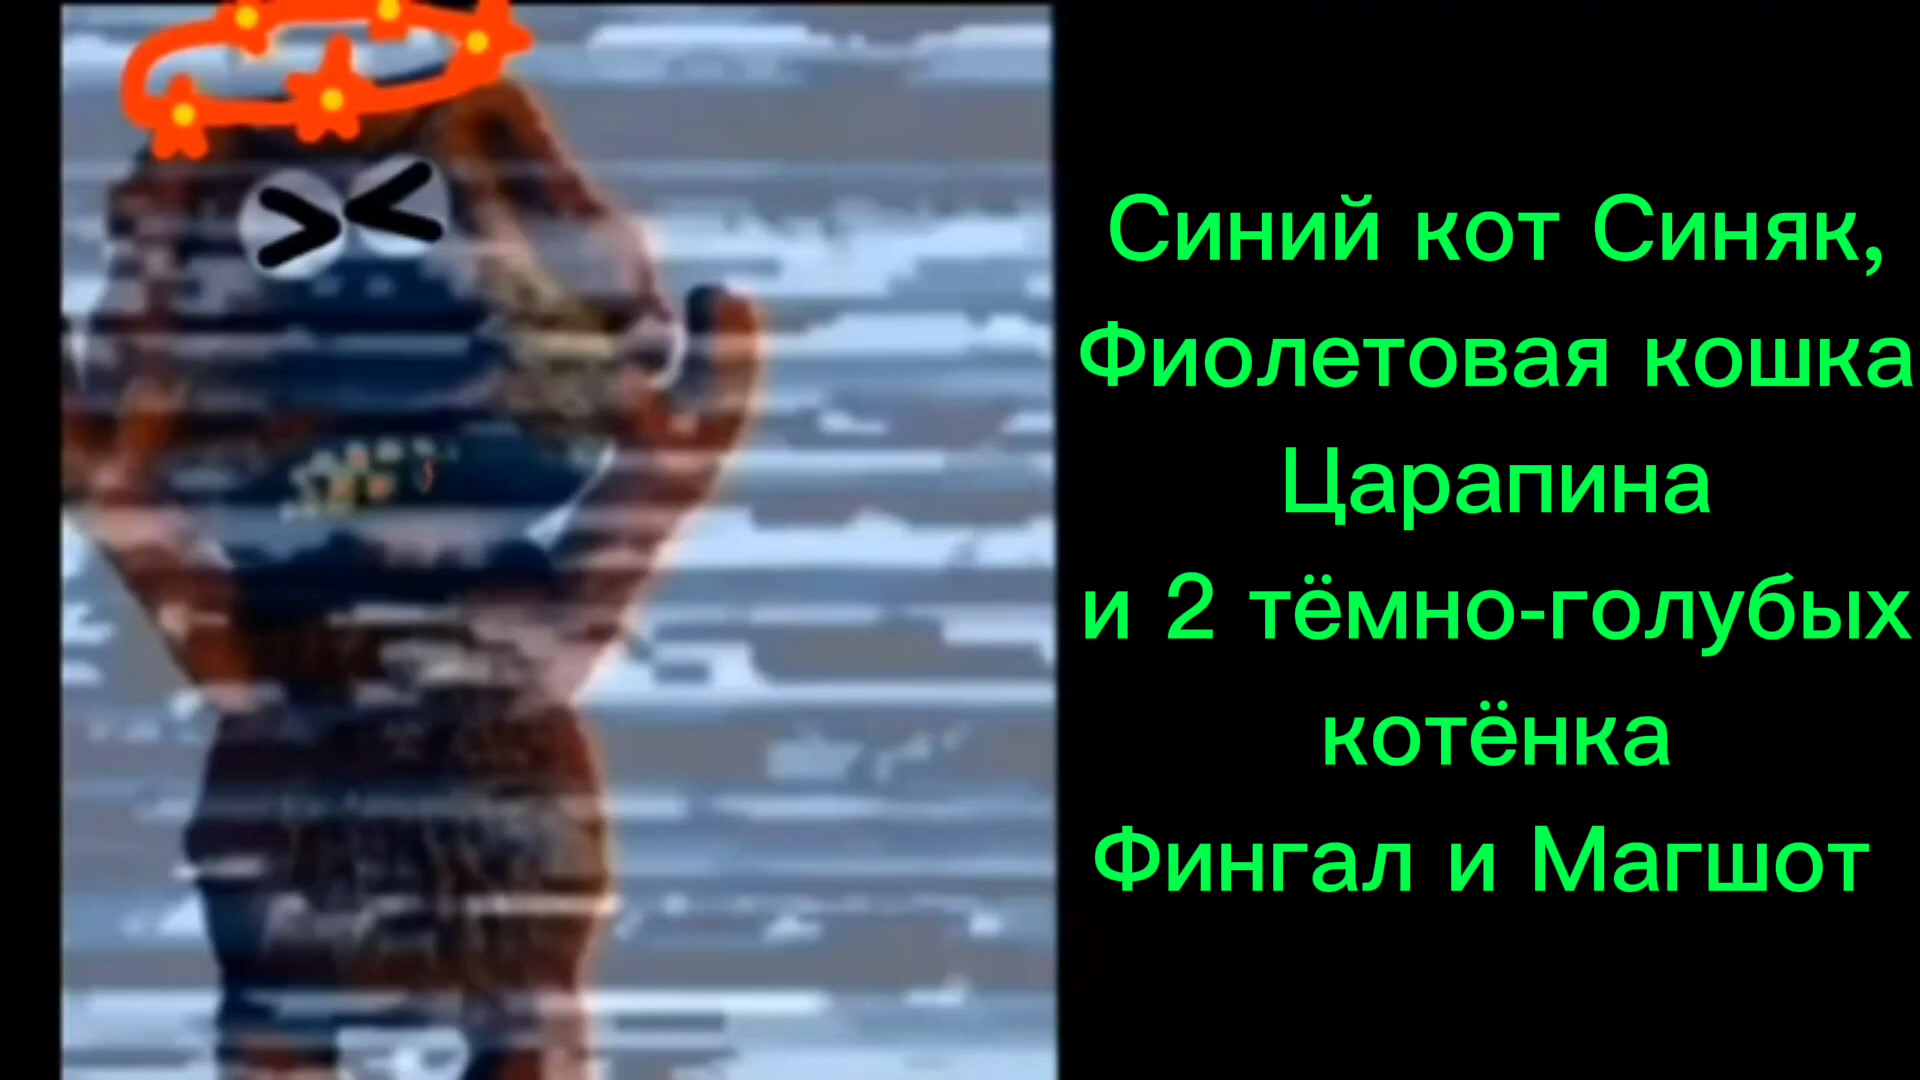 Синий кот Синяк,
Фиолетовая кошка
Царапина
и 2 тёмно-голубых
котёнка
Фингал и Магшот